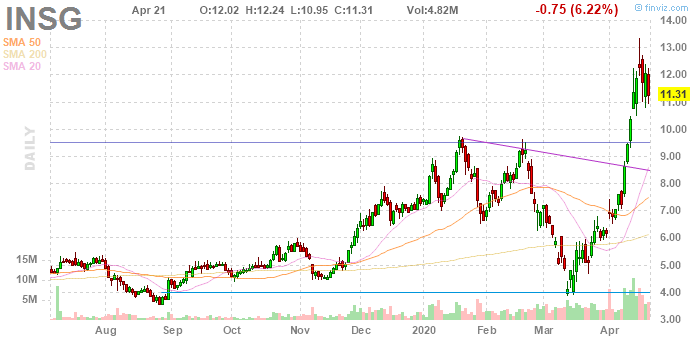 INSG Apr 21 O:12.02 H:12.24 L:10.95 C:11.31 Vol:4.82M -0.75 (6.22%) © finviz.com
SMA 50
SMA 200
SMA 20
DAILY
14.00
13.00
12.00
11.31
11.00
10.00
9.00
8.00
7.00
6.00
5.00
4.00
3.00
15M
10M
5M
Aug Sep Oct Nov Dec 2020 Feb Mar Apr